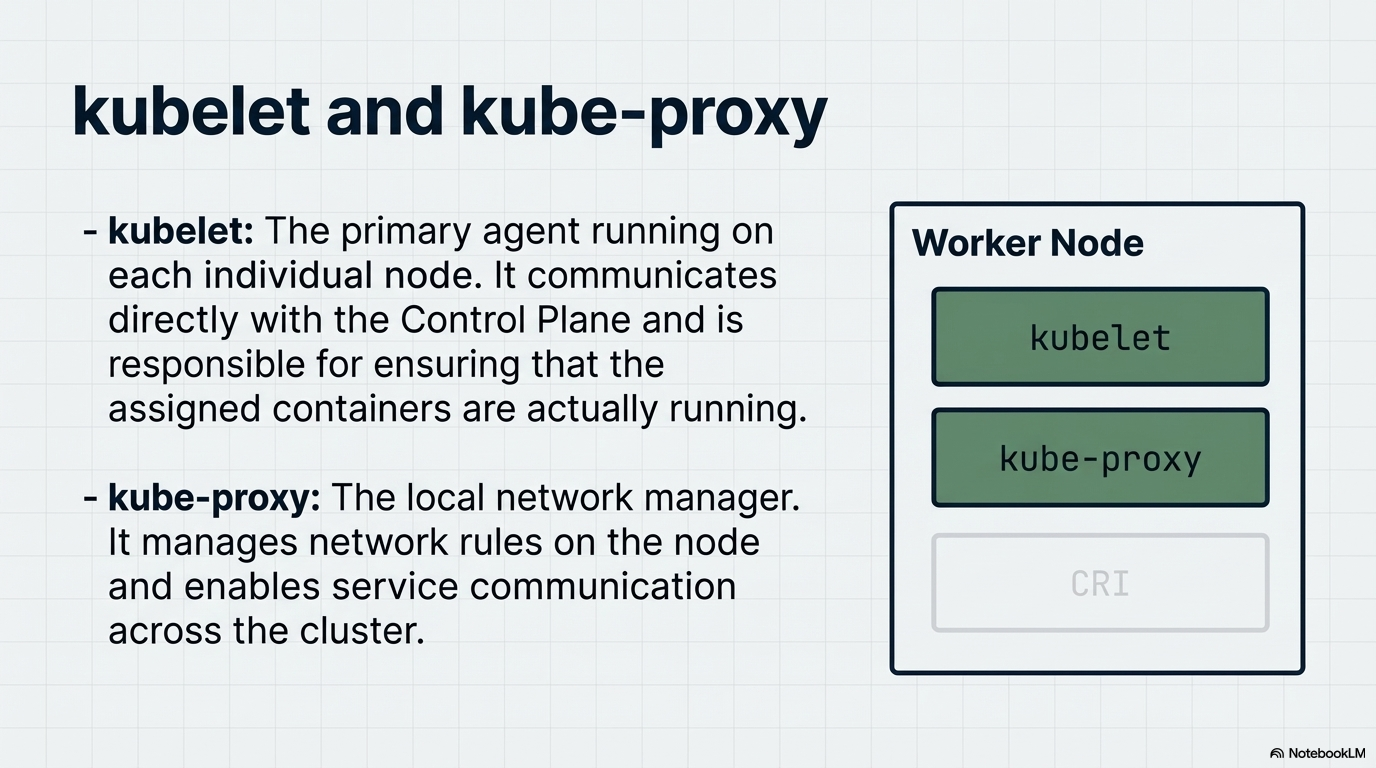 kubelet and kube-proxy
- kubelet: The primary agent running on
each individual node. It communicates
directly with the Control Plane and is
responsible for ensuring that the
assigned containers are actually running.
- kube-proxy: The local network manager.
It manages network rules on the node
and enables service communication
across the cluster.
Worker Node
kubelet
kube-proxy
CRI
NotebookLM